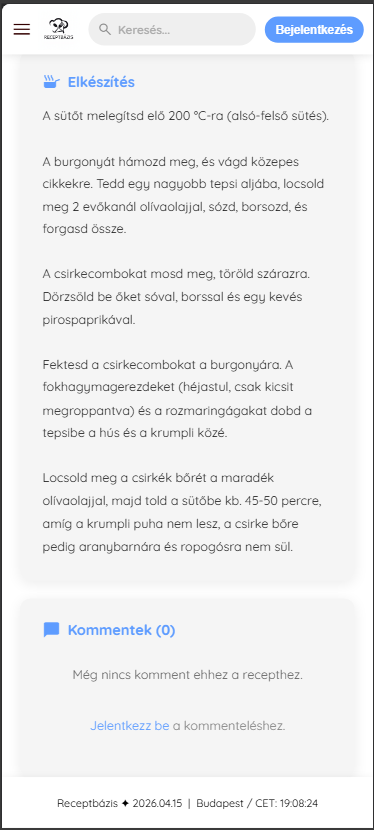 RECEPTBÁZIS
Keresés...
Bejelentkezés
Elkészítés
A sütőt melegítsd elő 200 °C-ra (alsó-felső sütés).
A burgonyát hámozd meg, és vágd közepes
cikkekre. Tedd egy nagyobb tepsi aljába, locsold
meg 2 evőkanál olívaolajjal, sózd, borsozd, és
forgasd össze.
A csirkecombokat mosd meg, töröld szárazra.
Dörzsöld be őket sóval, borssal és egy kevés
pirospaprikával.
Fektesd a csirkecombokat a burgonyára. A
fokhagymagerezdeket (héjastul, csak kicsit
megroppantva) és a rozmaringágakat dobd a
tepsibe a hús és a krumpli közé.
Locsold meg a csirkék bőrét a maradék
olívaolajjal, majd told a sütőbe kb. 45-50 percre,
amíg a krumpli puha nem lesz, a csirke bőre
pedig aranybarnára és ropogósra nem sül.
Kommentek (0)
Még nincs komment ehhez a recepthez.
Jelentkezz be a kommenteléshez.
Receptbázis ✦ 2026.04.15 | Budapest / CET: 19:08:24